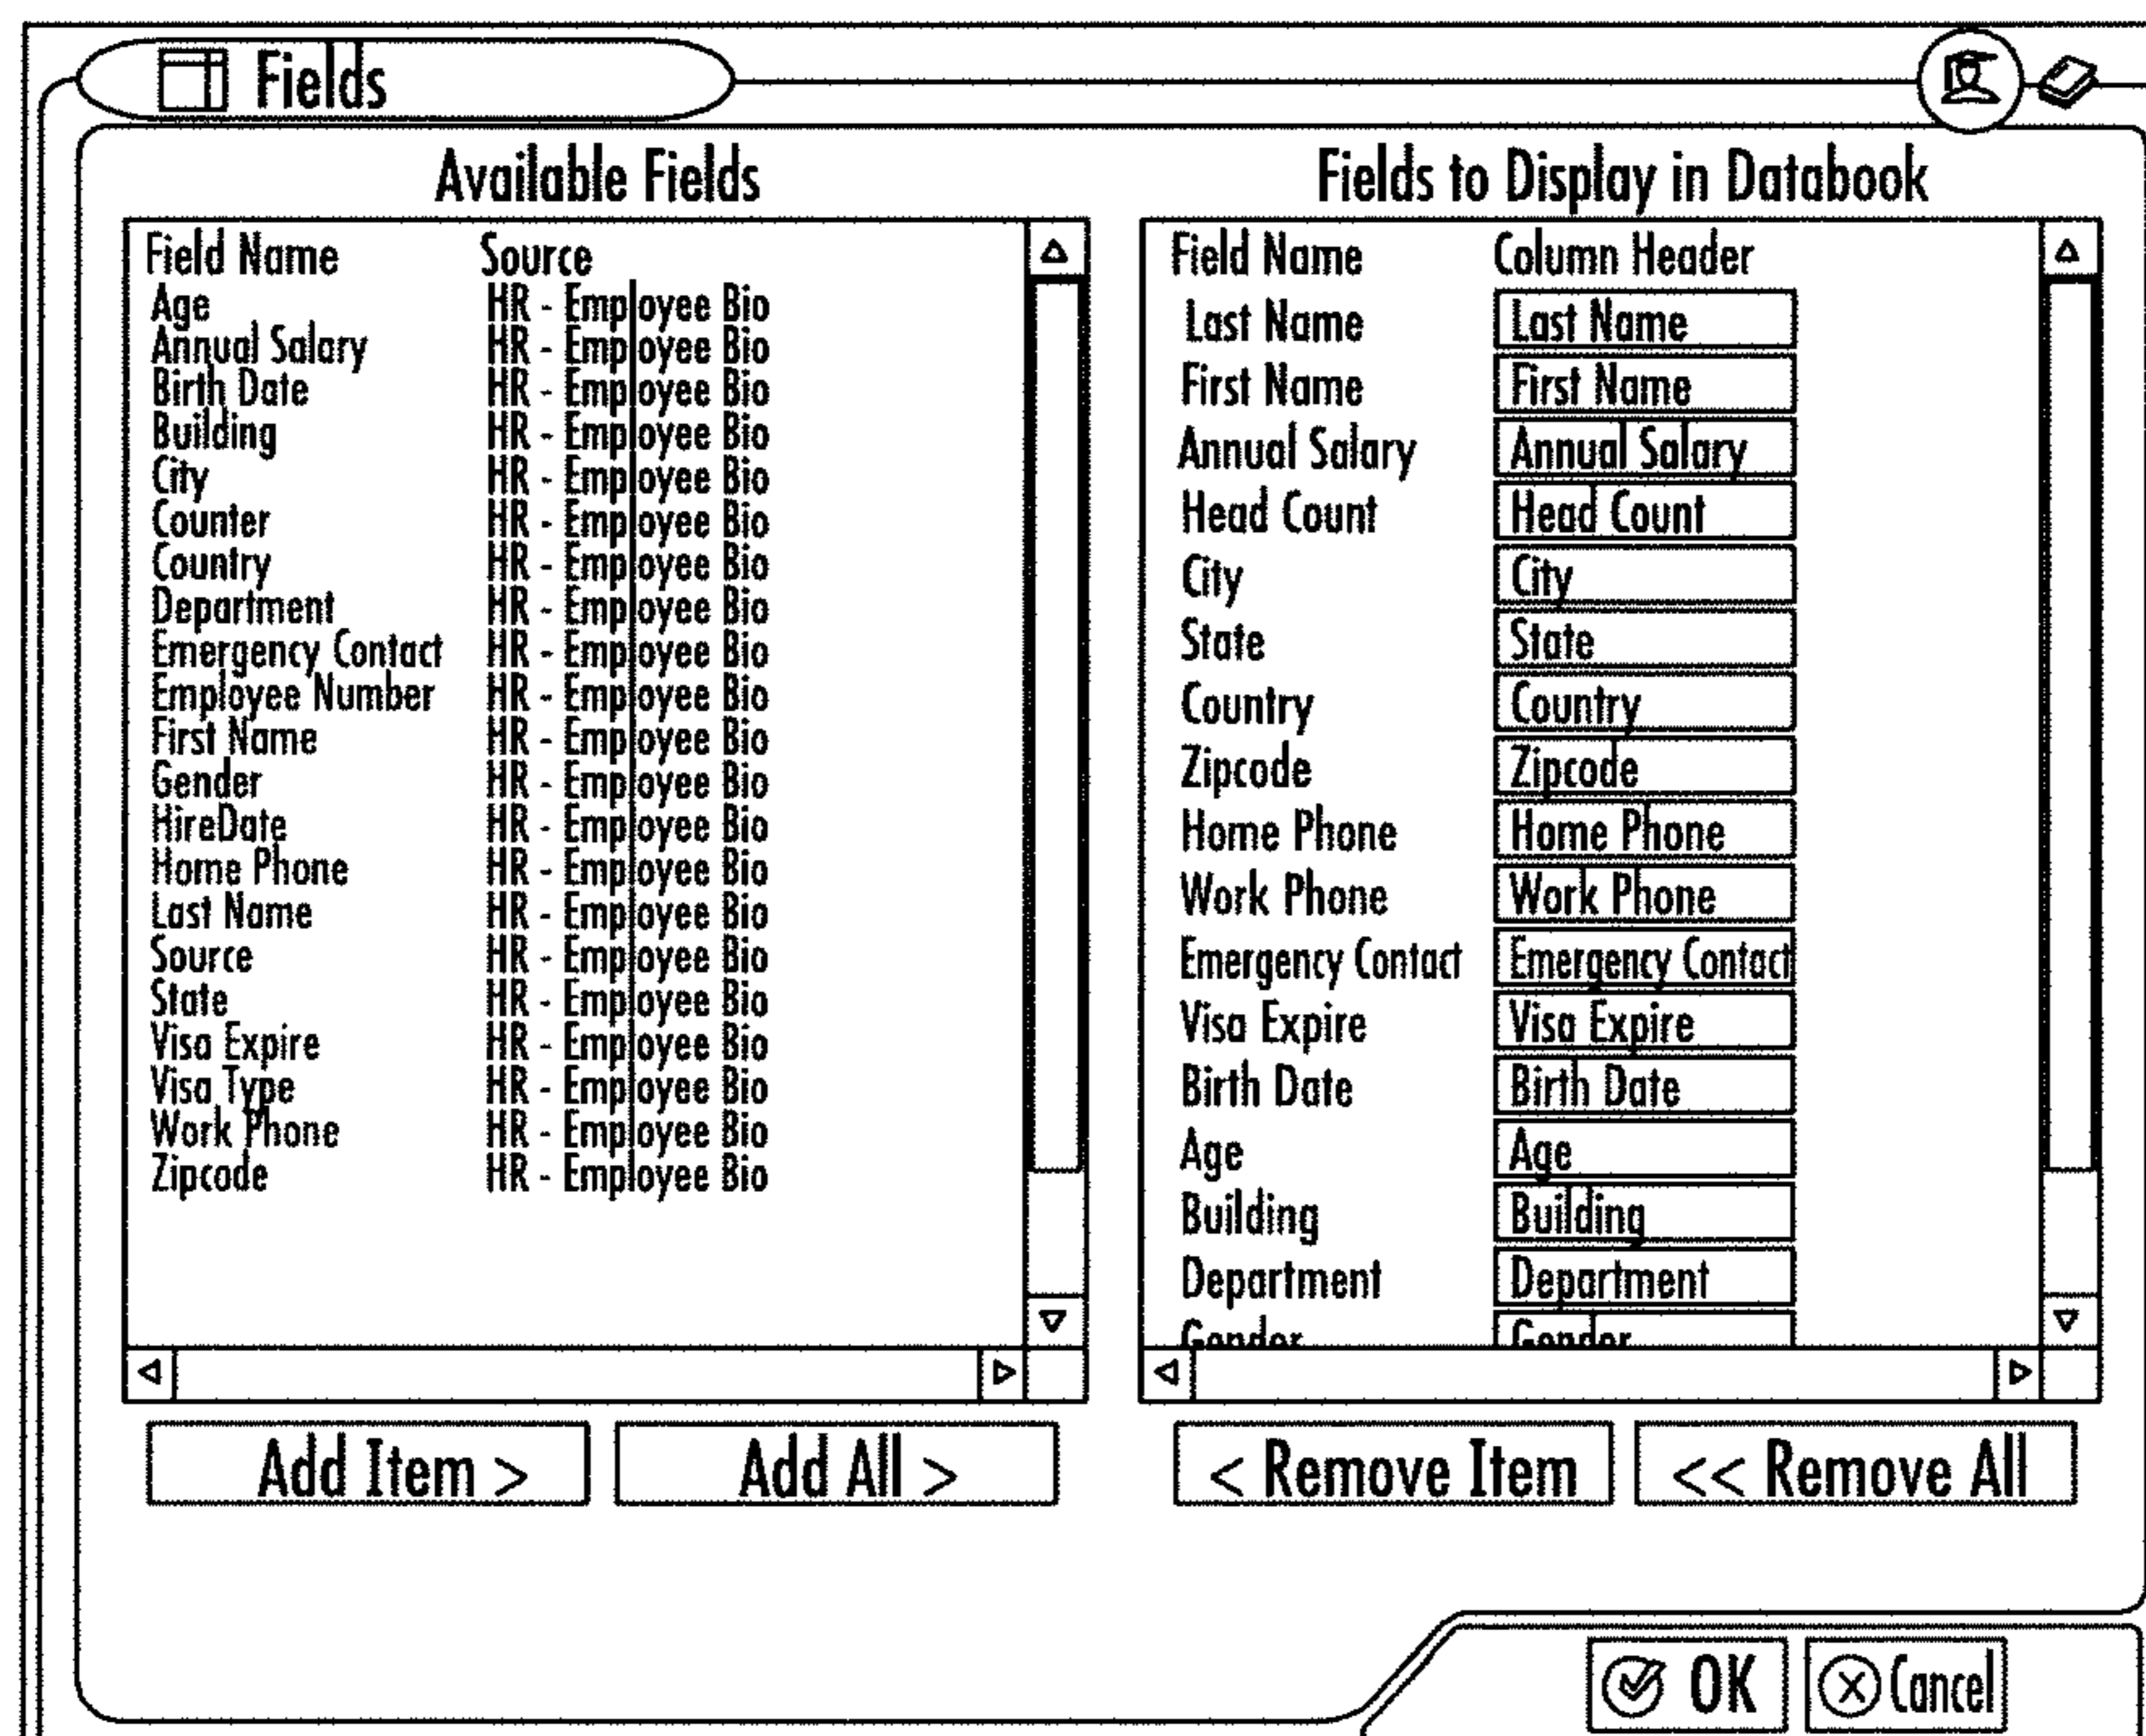 Fields
Available Fields
Field Name Source
Age HR - Employee Bio
Annual Salary HR - Employee Bio
Birth Date HR - Employee Bio
Building HR - Employee Bio
City HR - Employee Bio
Counter HR - Employee Bio
Country HR - Employee Bio
Department HR - Employee Bio
Emergency Contact HR - Employee Bio
Employee Number HR - Employee Bio
First Name HR - Employee Bio
Gender HR - Employee Bio
HireDate HR - Employee Bio
Home Phone HR - Employee Bio
Last Name HR - Employee Bio
Source HR - Employee Bio
State HR - Employee Bio
Visa Expire HR - Employee Bio
Visa Type HR - Employee Bio
Work Phone HR - Employee Bio
Zipcode HR - Employee Bio
Add Item > Add All >
Fields to Display in Databook
Field Name Column Header
Last Name Last Name
First Name First Name
Annual Salary Annual Salary
Head Count Head Count
City City
State State
Country Country
Zipcode Zipcode
Home Phone Home Phone
Work Phone Work Phone
Emergency Contact Emergency Contact
Visa Expire Visa Expire
Birth Date Birth Date
Age Age
Building Building
Department Department
Gender Gender
< Remove Item << Remove All
OK Cancel